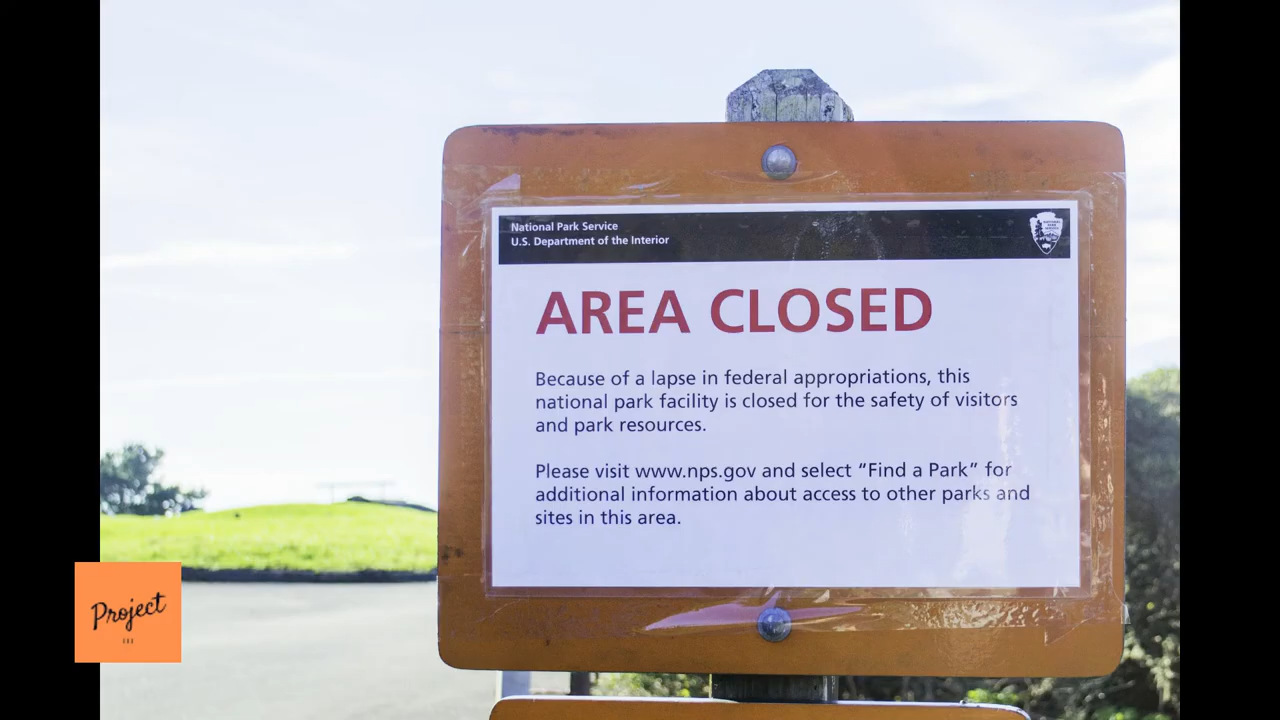 National Park Service
U.S. Department of the Interior
AREA CLOSED
Because of a lapse in federal appropriations, this
national park facility is closed for the safety of visitors
and park resources.
Please visit www.nps.gov and select “Find a Park” for
additional information about access to other parks and
sites in this area.
Project